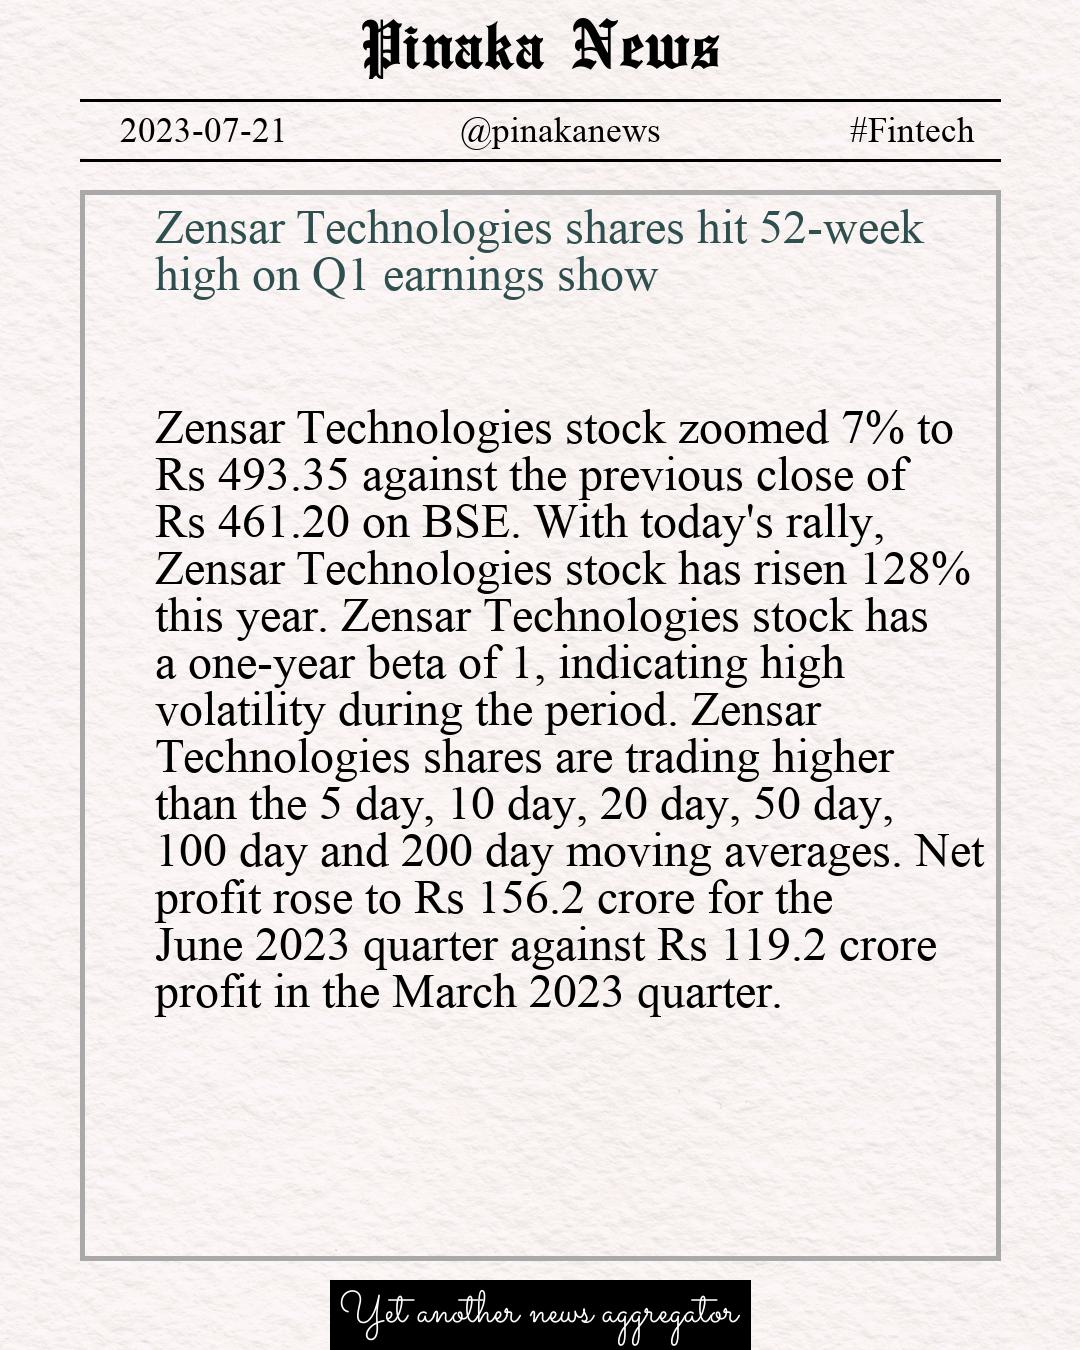 Pinaka News
2023-07-21 @pinakanews #Fintech
Zensar Technologies shares hit 52-week
high on Q1 earnings show
Zensar Technologies stock zoomed 7% to
Rs 493.35 against the previous close of
Rs 461.20 on BSE. With today's rally,
Zensar Technologies stock has risen 128%
this year. Zensar Technologies stock has
a one-year beta of 1, indicating high
volatility during the period. Zensar
Technologies shares are trading higher
than the 5 day, 10 day, 20 day, 50 day,
100 day and 200 day moving averages. Net
profit rose to Rs 156.2 crore for the
June 2023 quarter against Rs 119.2 crore
profit in the March 2023 quarter.
Yet another news aggregator